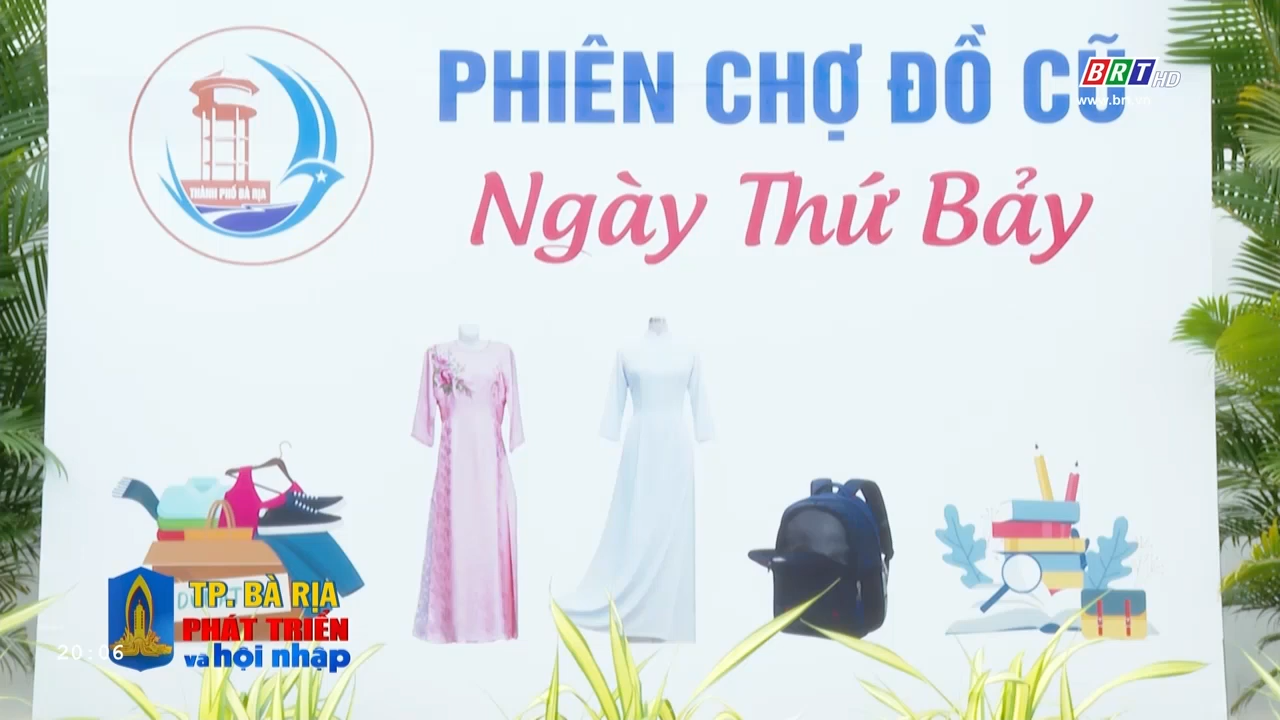 PHIÊN CHỢ ĐỒ CŨ
BRT HD
www.brt.vn
Ngày Thứ Bảy
THÀNH PHỐ BÀ RỊA
TP. BÀ RỊA
PHÁT TRIỂN
và hội nhập
20:06